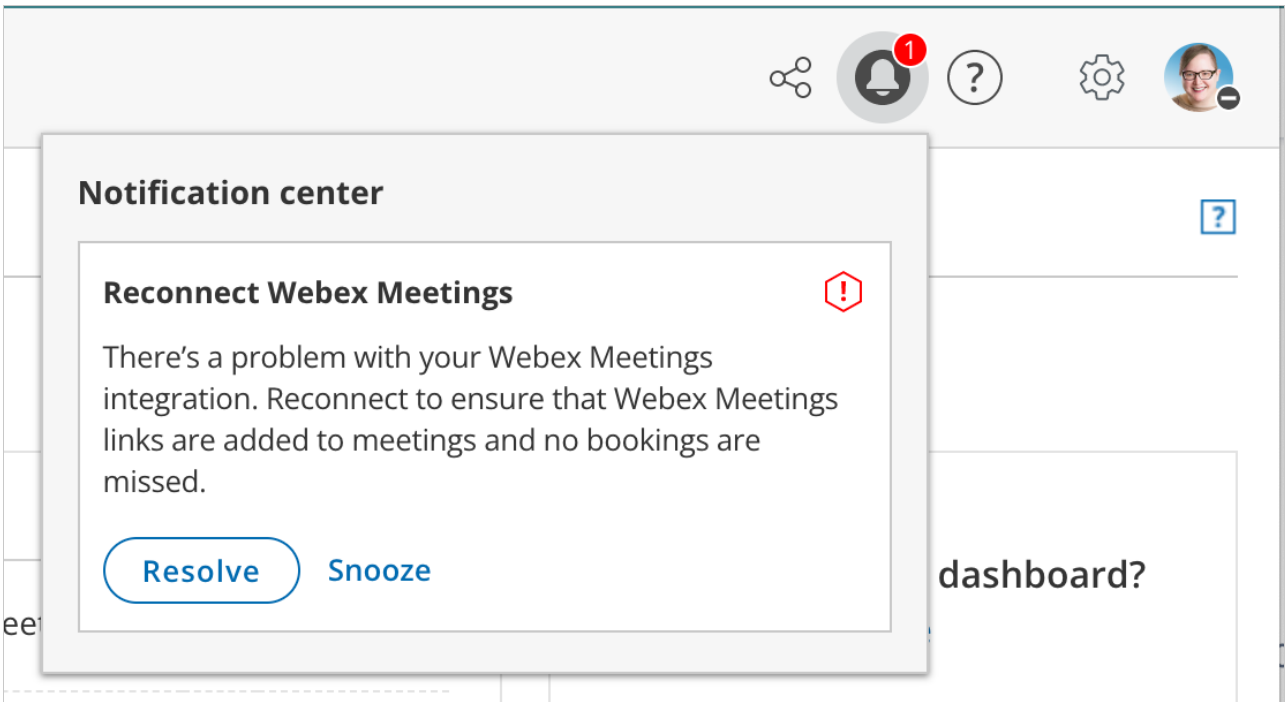 1
?
Notification center
?
Reconnect Webex Meetings
!
There’s a problem with your Webex Meetings
integration. Reconnect to ensure that Webex Meetings
links are added to meetings and no bookings are
missed.
Resolve
Snooze
dashboard?